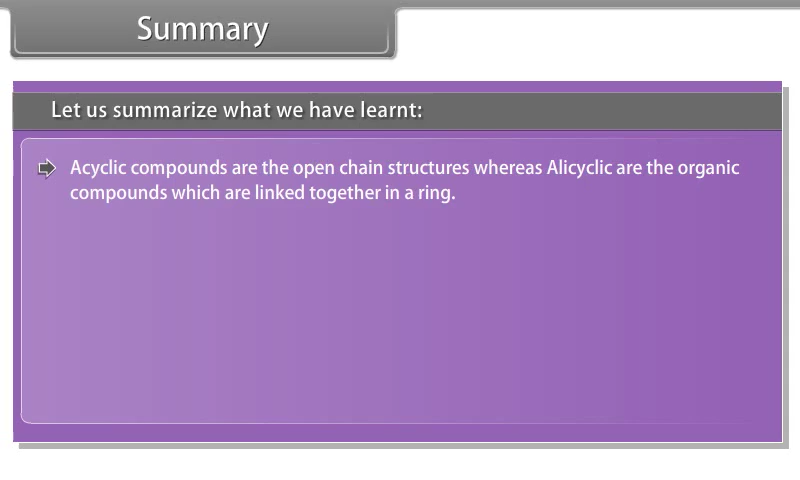 Summary
Let us summarize what we have learnt:
Acyclic compounds are the open chain structures whereas Alicyclic are the organic
compounds which are linked together in a ring.